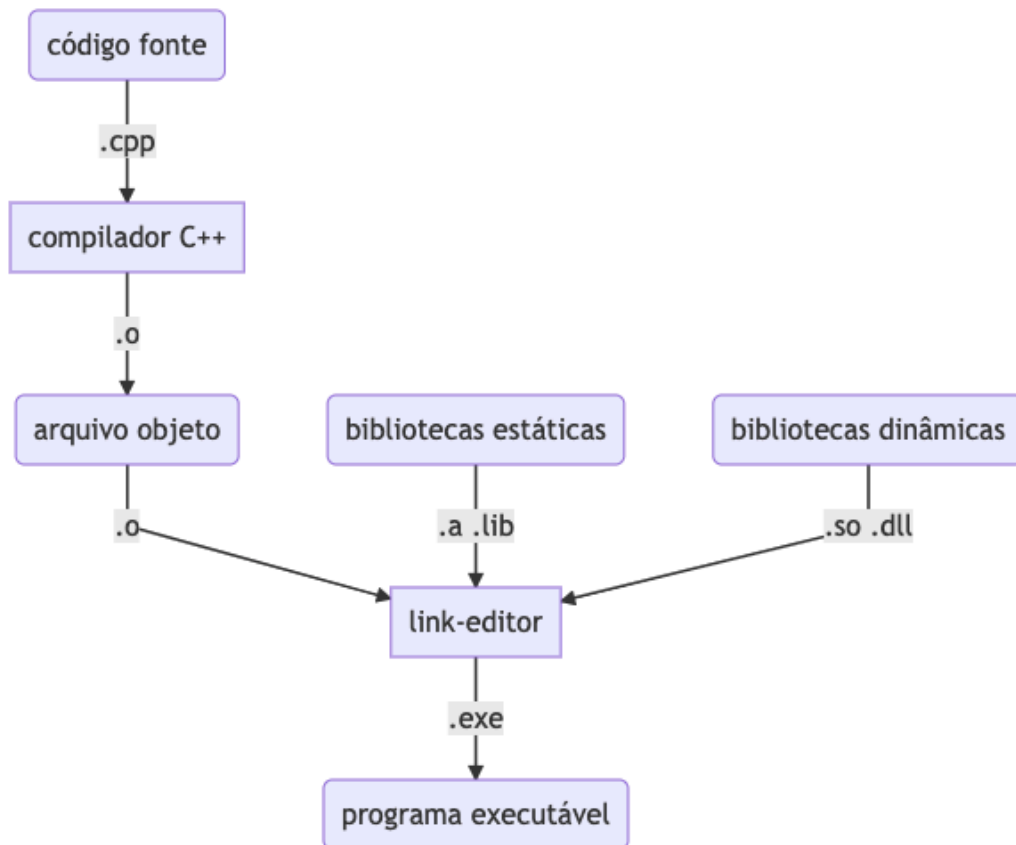 código fonte
.cpp
compilador C++
.o
arquivo objeto
bibliotecas estáticas
bibliotecas dinâmicas
.o
.a .lib
.so .dll
link-editor
.exe
programa executável